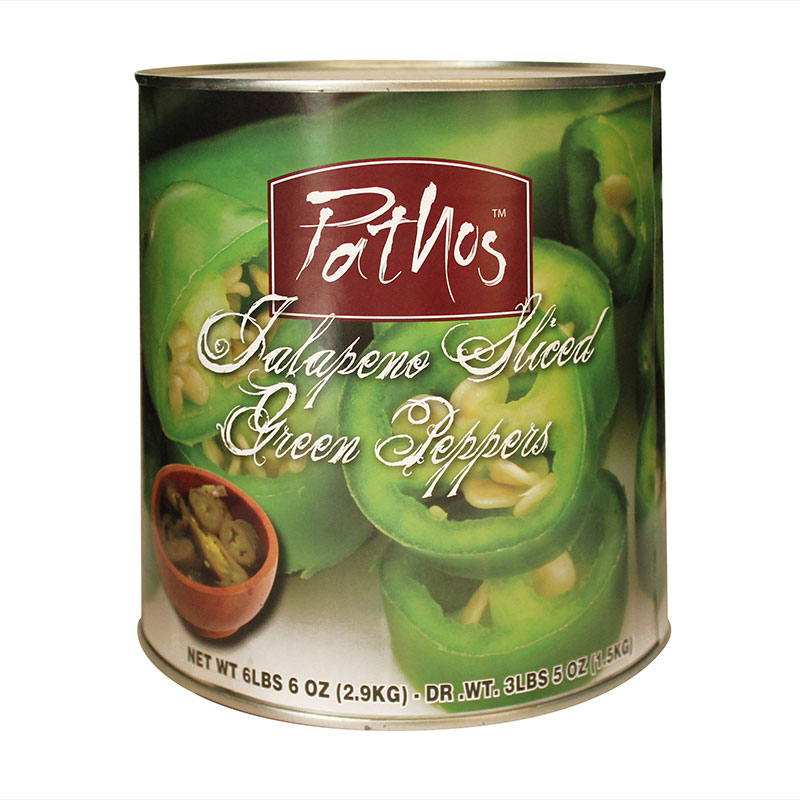 Pathos™
Jalapeno Sliced
Green Peppers
NET WT 6LBS 6 OZ (2.9KG) - DR .WT. 3LBS 5 OZ (1.5KG)